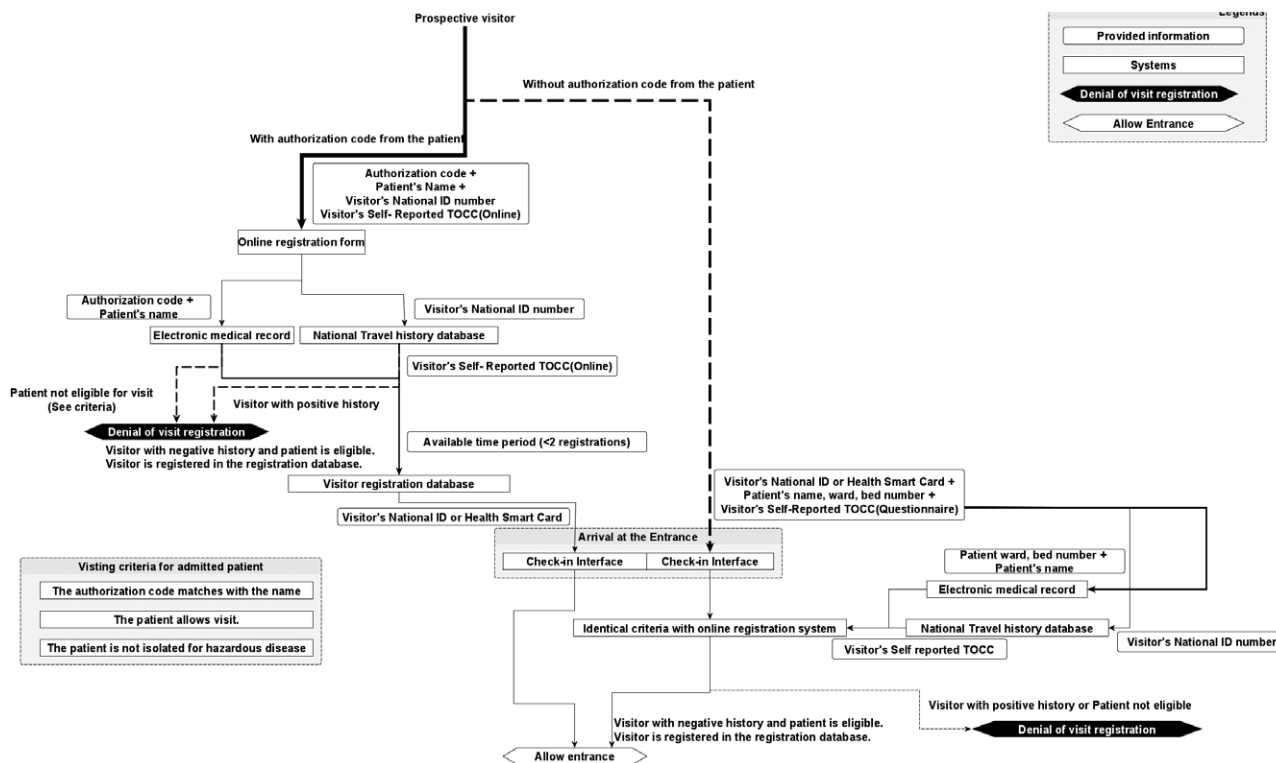 Prospective visitor
Legends
Provided information
Systems
Denial of visit registration
Allow Entrance
Without authorization code from the patient
With authorization code from the patient
Authorization code +
Patient's Name +
Visitor's National ID number
Visitor's Self- Reported TOCC(Online)
Online registration form
Authorization code +
Patient's name
Visitor's National ID number
Electronic medical record
National Travel history database
Visitor's Self- Reported TOCC(Online)
Patient not eligible for visit
(See criteria)
Visitor with positive history
Denial of visit registration
Visitor with negative history and patient is eligible.
Visitor is registered in the registration database.
Available time period (<2 registrations)
Visitor registration database
Visitor's National ID or Health Smart Card
Visitor's National ID or Health Smart Card +
Patient's name, ward, bed number +
Visitor's Self-Reported TOCC(Questionnaire)
Arrival at the Entrance
Check-in Interface
Check-in Interface
Patient ward, bed number +
Patient's name
Electronic medical record
Identical criteria with online registration system
National Travel history database
Visitor's Self reported TOCC
Visitor's National ID number
Visting criteria for admitted patient
The authorization code matches with the name
The patient allows visit.
The patient is not isolated for hazardous disease
Visitor with positive history or Patient not eligible
Denial of visit registration
Visitor with negative history and patient is eligible.
Visitor is registered in the registration database.
Allow entrance